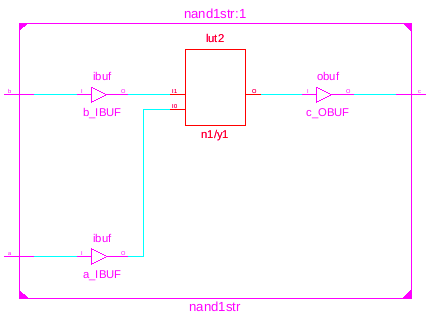 nand1str:1
lut2
ibuf
obuf
b
I
O
I1
O
I
O
c
I0
b_IBUF
c_OBUF
n1/y1
ibuf
a
I
O
a_IBUF
nand1str